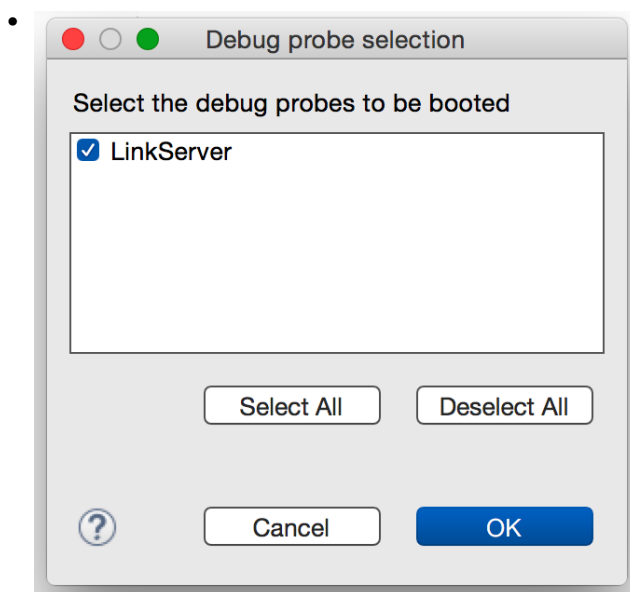 Debug probe selection
Select the debug probes to be booted
LinkServer
Select All Deselect All
? Cancel OK